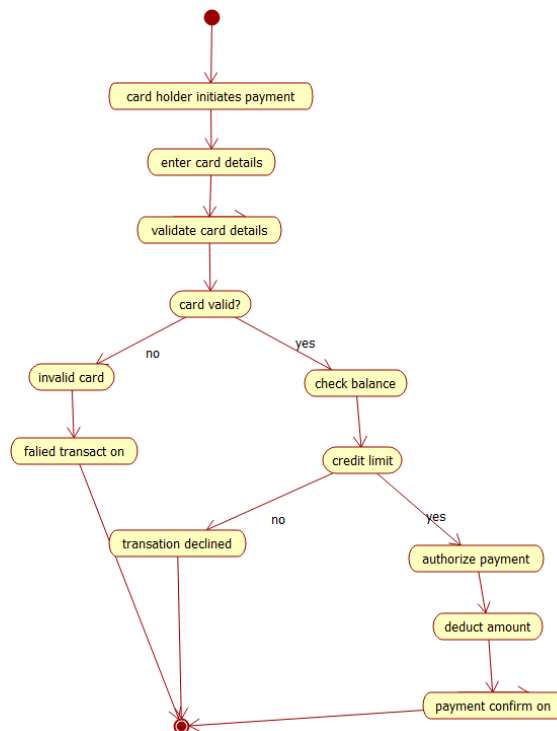 card holder initiates payment
enter card details
validate card details
card valid?
no
yes
invalid card
check balance
falied transact on
credit limit
no
yes
transation declined
authorize payment
deduct amount
payment confirm on